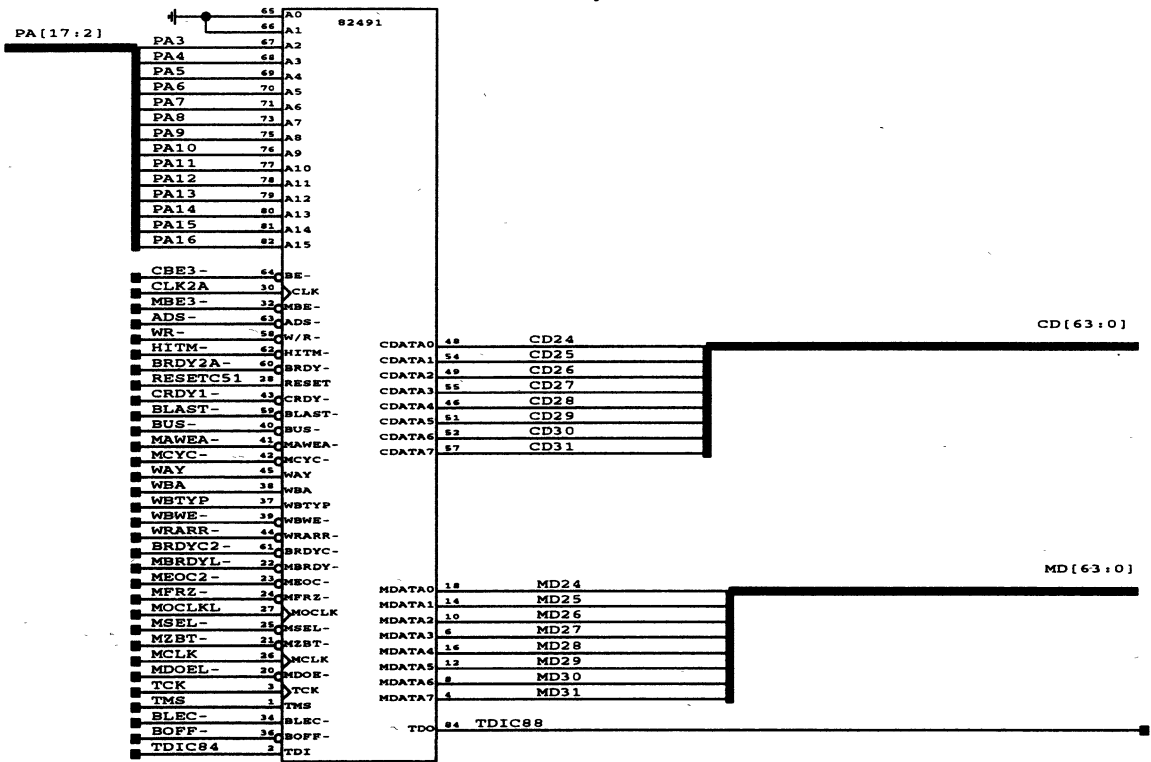 65 A0 82491
66 A1
PA[17:2]
PA3 67 A2
PA4 68 A3
PA5 69 A4
PA6 70 A5
PA7 71 A6
PA8 73 A7
PA9 75 A8
PA10 76 A9
PA11 77 A10
PA12 78 A11
PA13 79 A12
PA14 80 A13
PA15 81 A14
PA16 82 A15
CBE3- 64 BE-
CLK2A 30 CLK
MBE3- 32 MBE-
ADS- 63 ADS-
WR- 58 W/R-
HITM- 62 HITM-
BRDY2A- 60 BRDY-
RESETC51 28 RESET
CRDY1- 43 CRDY-
BLAST- 59 BLAST-
BUS- 40 BUS-
MAWEA- 41 MAWEA-
MCYC- 42 MCYC-
WAY 45 WAY
WBA 38 WBA
WBTYP 37 WBTYP
WBWE- 39 WBWE-
WRARR- 44 WRARR-
BRDYC2- 61 BRDYC-
MBRDYL- 22 MBRDY-
MEOC2- 23 MEOC-
MFRZ- 24 MFRZ-
MOCLKL 27 MOCLK
MSEL- 25 MSEL-
MZBT- 21 MZBT-
MCLK 26 MCLK
MDOEL- 20 MDOE-
TCK 3 TCK
TMS 1 TMS
BLEC- 34 BLEC-
BOFF- 36 BOFF-
TDIC84 2 TDI
CD[63:0]
CDATA0 48 CD24
CDATA1 54 CD25
CDATA2 49 CD26
CDATA3 55 CD27
CDATA4 46 CD28
CDATA5 51 CD29
CDATA6 52 CD30
CDATA7 57 CD31
MD[63:0]
MDATA0 18 MD24
MDATA1 14 MD25
MDATA2 10 MD26
MDATA3 6 MD27
MDATA4 16 MD28
MDATA5 12 MD29
MDATA6 8 MD30
MDATA7 4 MD31
TDO 84 TDIC88